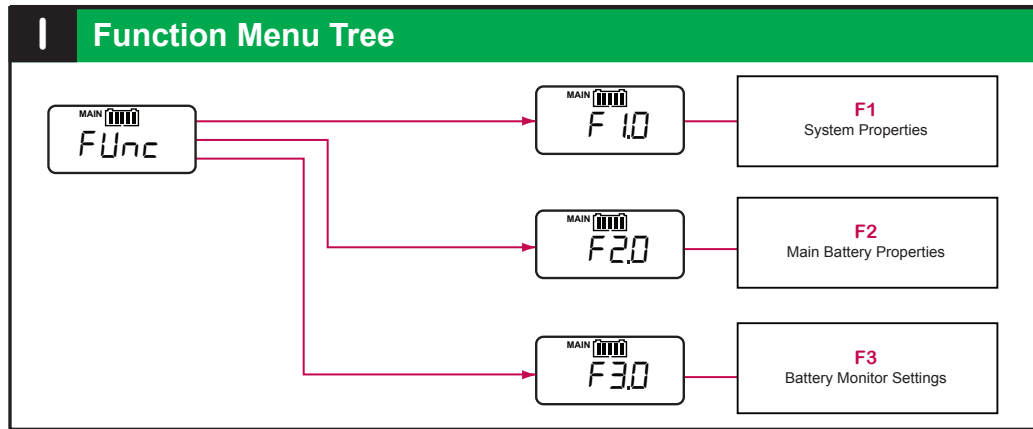 I Function Menu Tree
MAIN
FUnc
MAIN
F 1.0
F1
System Properties
MAIN
F2.0
F2
Main Battery Properties
MAIN
F3.0
F3
Battery Monitor Settings